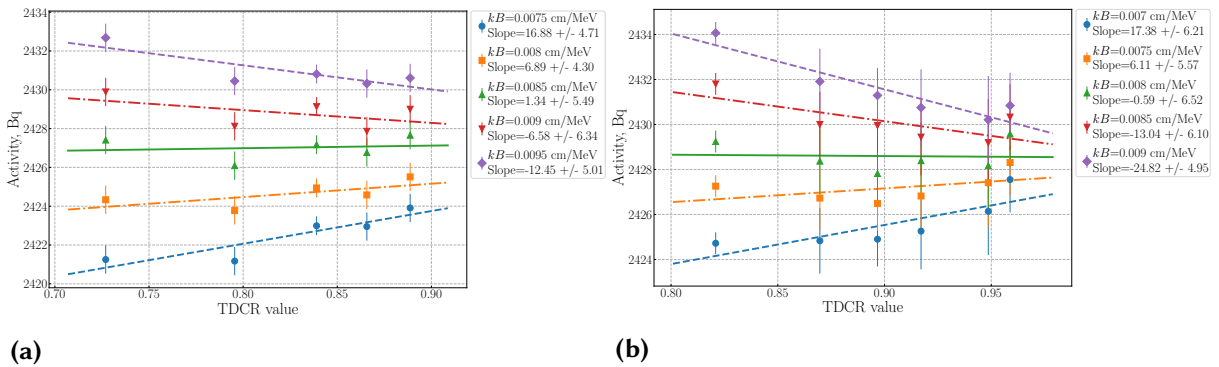 2434
2432
2430
2428
2426
2424
2422
2420
Activity, Bq
0.70
0.75
0.80
0.85
0.90
TDCR value
kB=0.0075 cm/MeV
Slope=16.88 +/- 4.71
kB=0.008 cm/MeV
Slope=6.89 +/- 4.30
kB=0.0085 cm/MeV
Slope=1.34 +/- 5.49
kB=0.009 cm/MeV
Slope=-6.58 +/- 6.34
kB=0.0095 cm/MeV
Slope=-12.45 +/- 5.01
(a)
2434
2432
2430
2428
2426
2424
Activity, Bq
0.80
0.85
0.90
0.95
TDCR value
kB=0.007 cm/MeV
Slope=17.38 +/- 6.21
kB=0.0075 cm/MeV
Slope=6.11 +/- 5.57
kB=0.008 cm/MeV
Slope=-0.59 +/- 6.52
kB=0.0085 cm/MeV
Slope=-13.04 +/- 6.10
kB=0.009 cm/MeV
Slope=-24.82 +/- 4.95
(b)